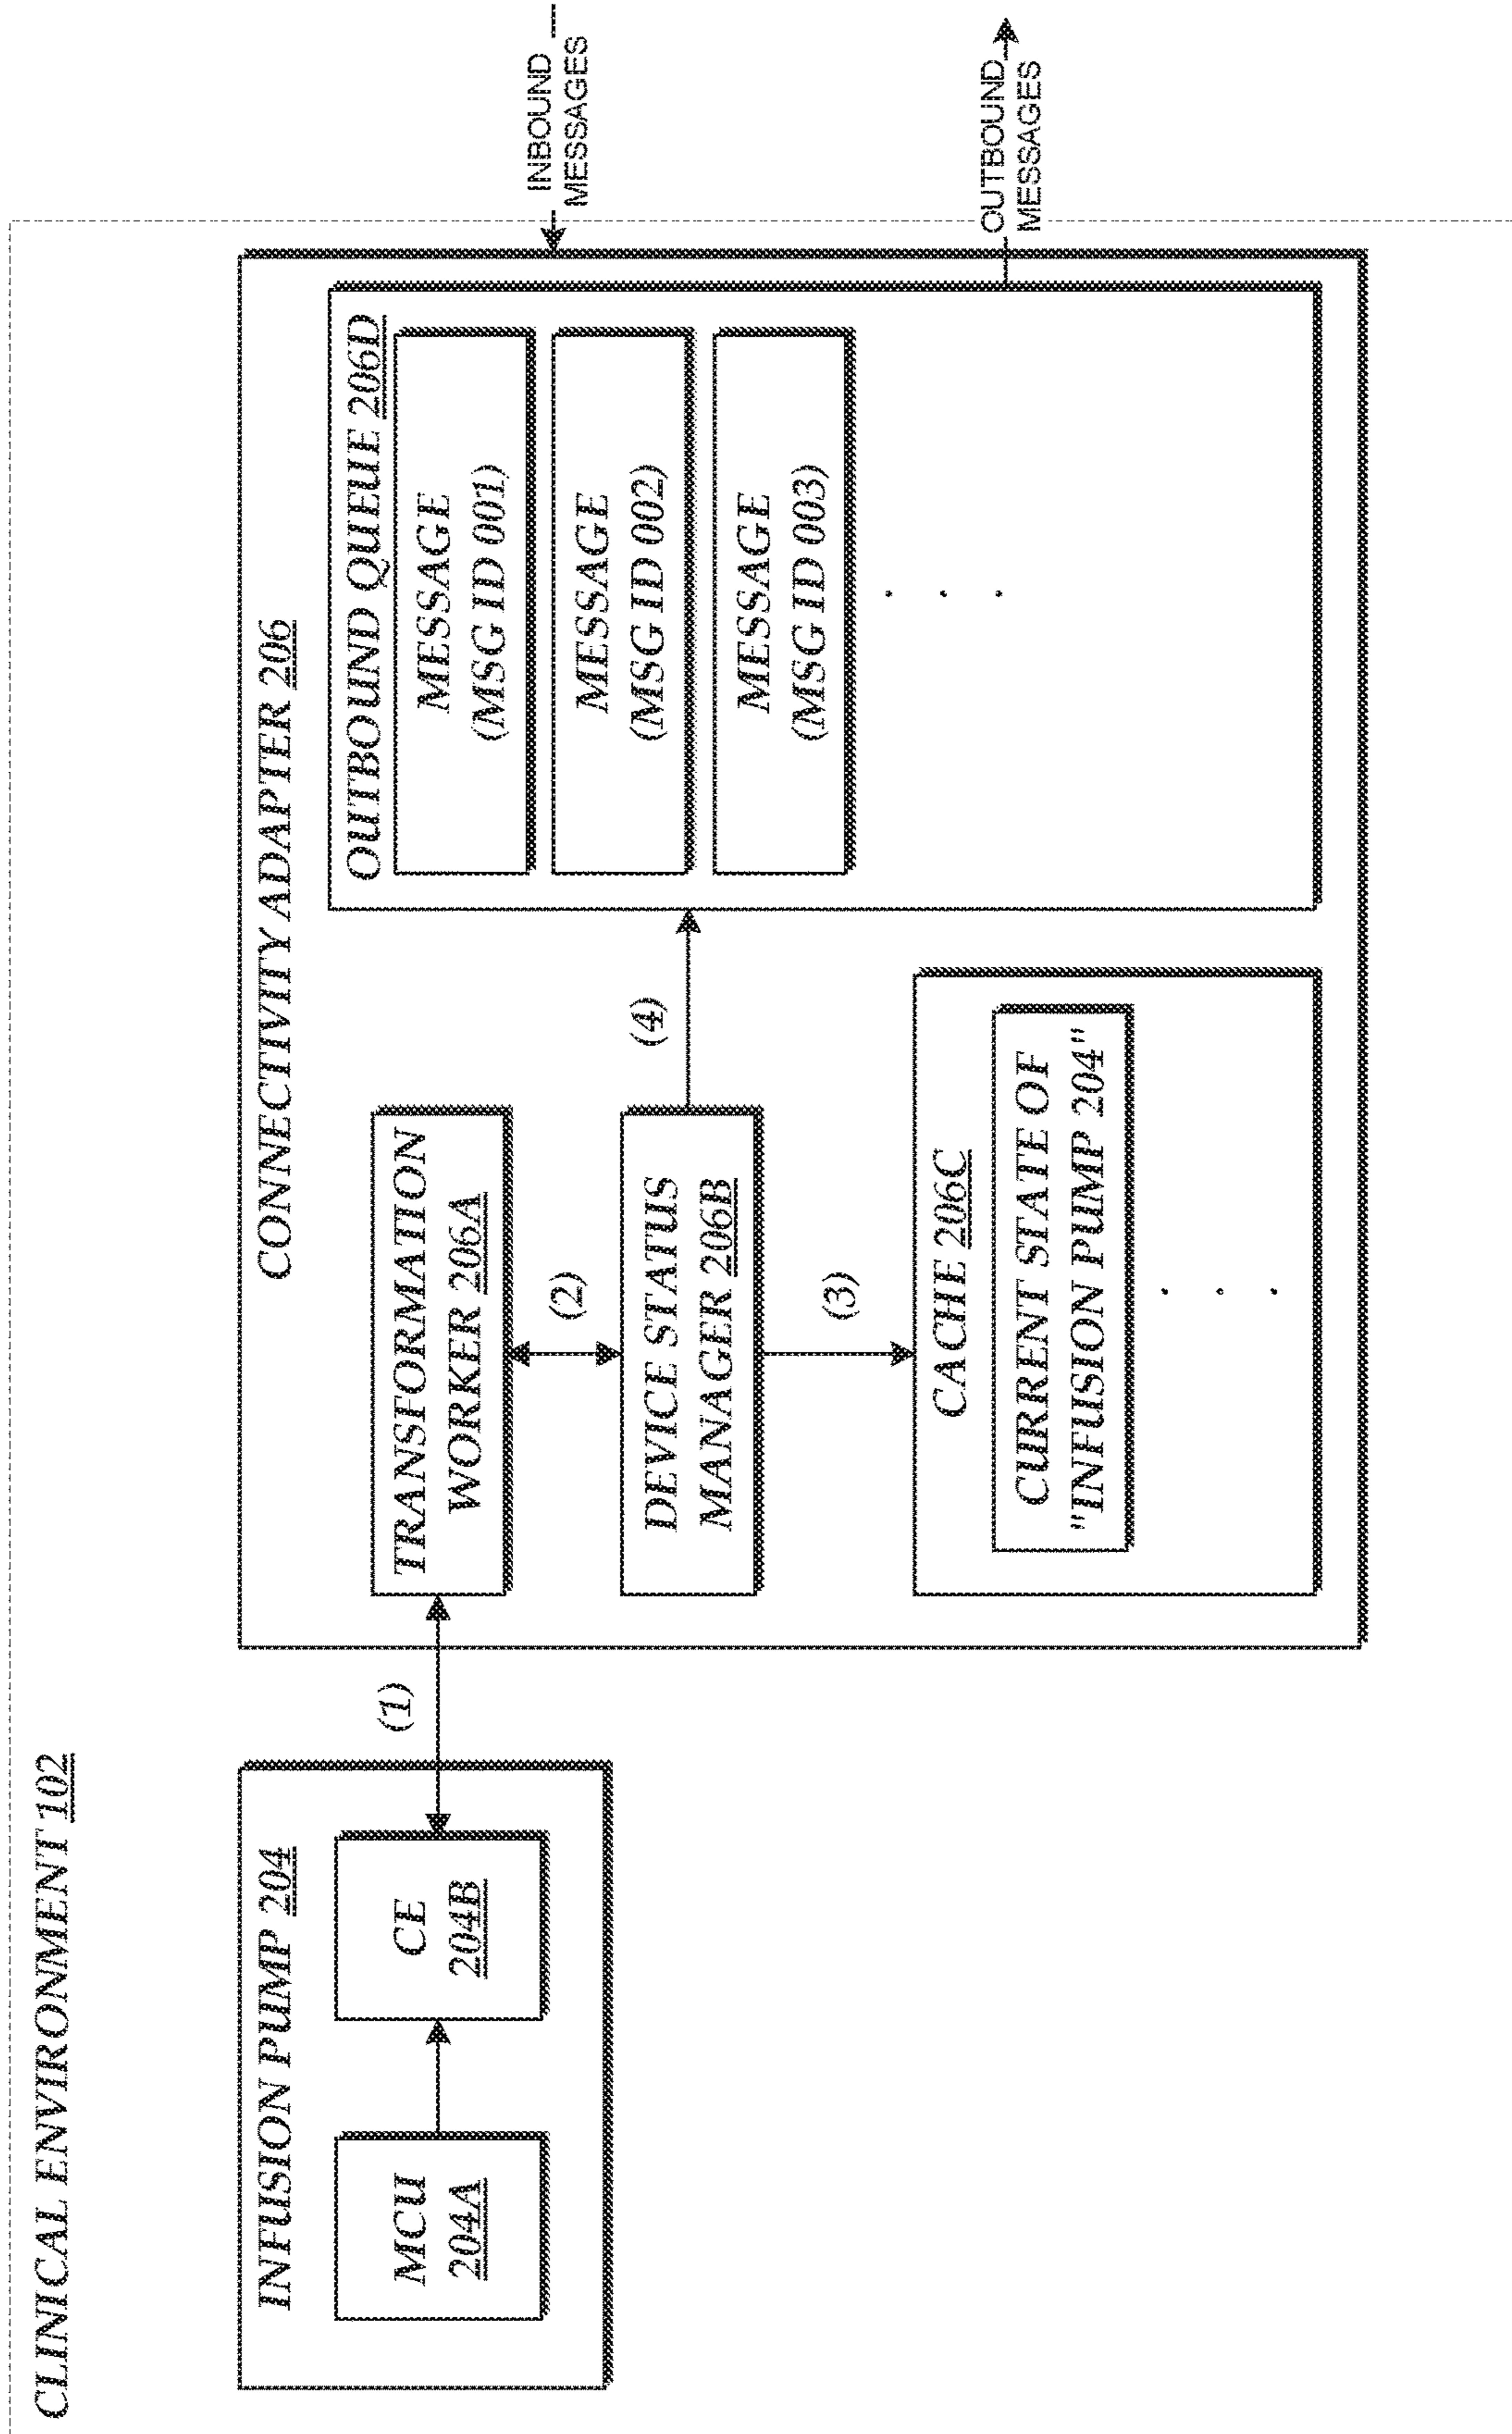 CLINICAL ENVIRONMENT 102
INFUSION PUMP 204
MCU
204A
CE
204B
(1)
CONNECTIVITY ADAPTER 206
TRANSFORMATION
WORKER 206A
(2)
DEVICE STATUS
MANAGER 206B
(3)
CACHE 206C
CURRENT STATE OF
"INFUSION PUMP 204"
(4)
OUTBOUND QUEUE 206D
MESSAGE
(MSG ID 001)
MESSAGE
(MSG ID 002)
MESSAGE
(MSG ID 003)
INBOUND
MESSAGES
OUTBOUND
MESSAGES